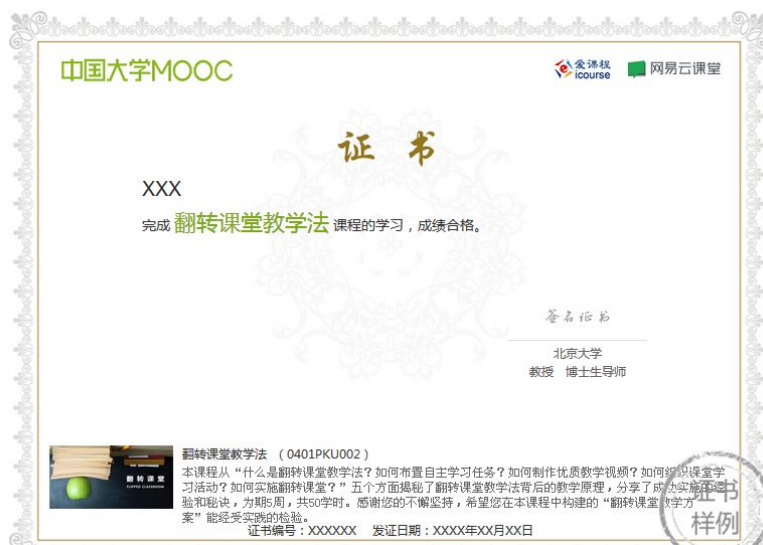 中国大学MOOC
爱课程
icourse
网易云课堂
证 书
XXX
完成 翻转课堂教学法 课程的学习，成绩合格。
签名证书
北京大学
教授 博士生导师
翻转课堂
FLIPPED CLASSROOM
翻转课堂教学法 （0401PKU002）
本课程从“什么是翻转课堂教学法？如何布置自主学习任务？如何制作优质教学视频？如何组织课堂学
习活动？如何实施翻转课堂？”五个方面揭秘了翻转课堂教学法背后的教学原理，分享了成功实施的经
验和秘诀，为期5周，共50学时。感谢您的不懈坚持，希望您在本课程中构建的“翻转课堂教学方
案”能经受实践的检验。
证书编号：XXXXXX 发证日期：XXXX年XX月XX日
证书
样例